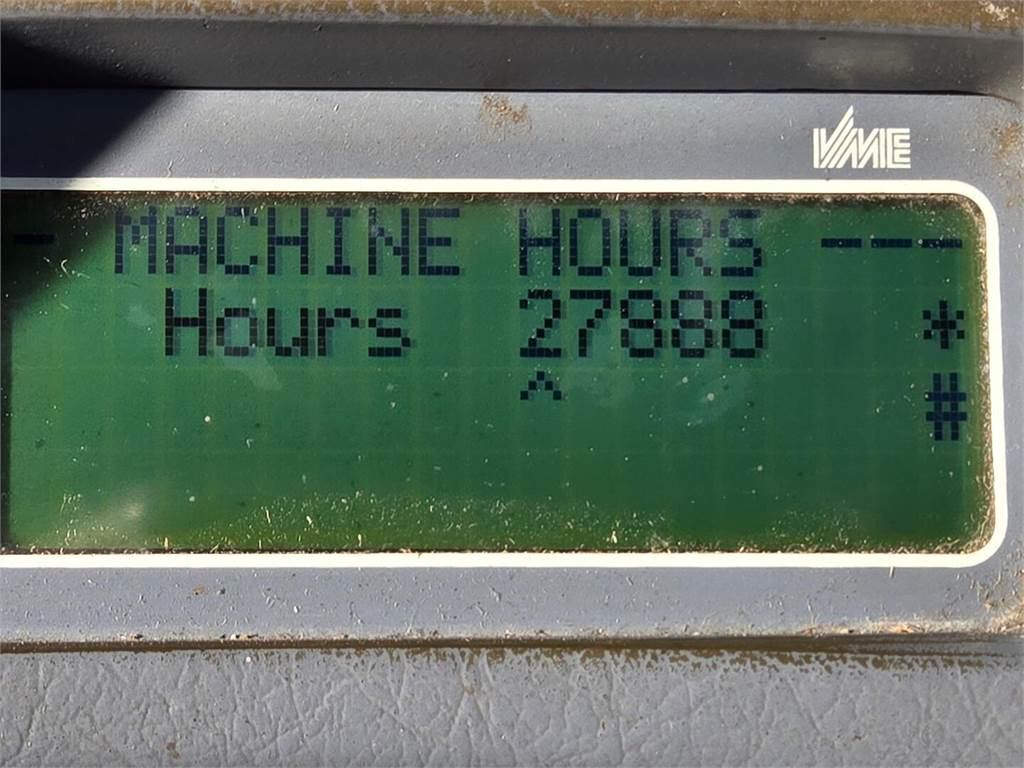 VME
- MACHINE HOURS ---
Hours 27888 *
^ #